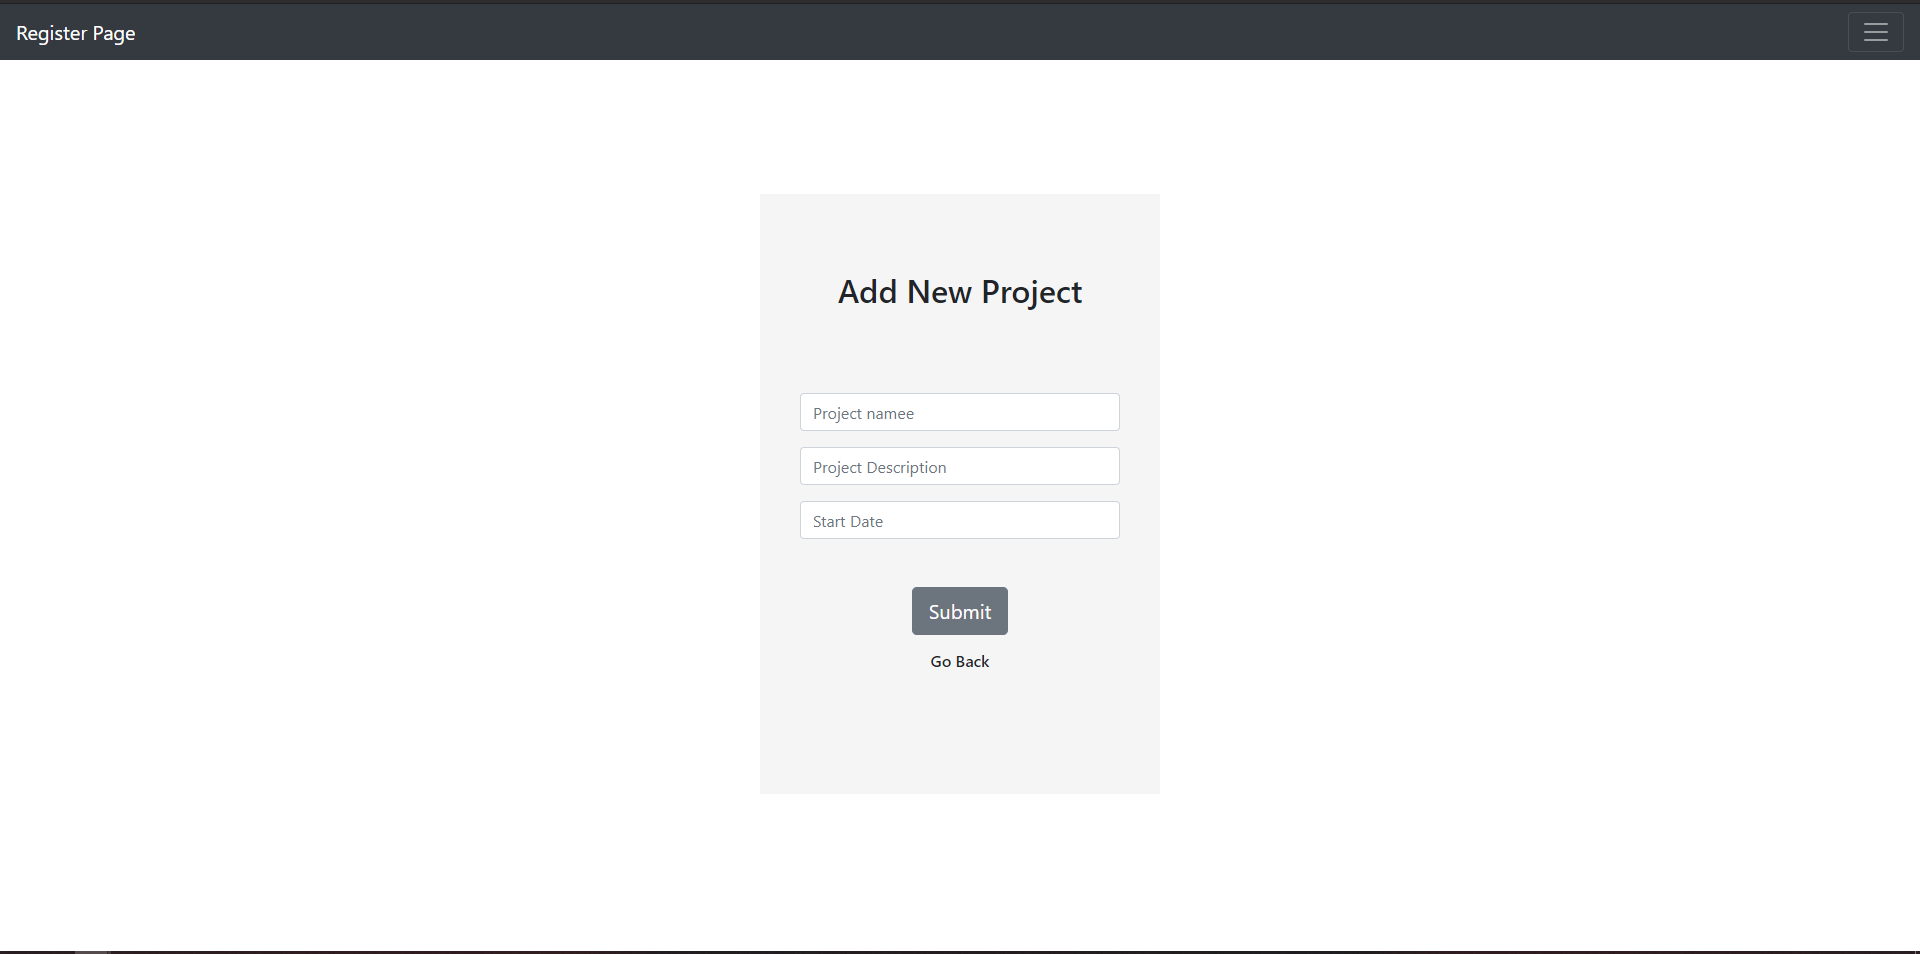 Register Page
Add New Project
Project namee
Project Description
Start Date
Submit
Go Back